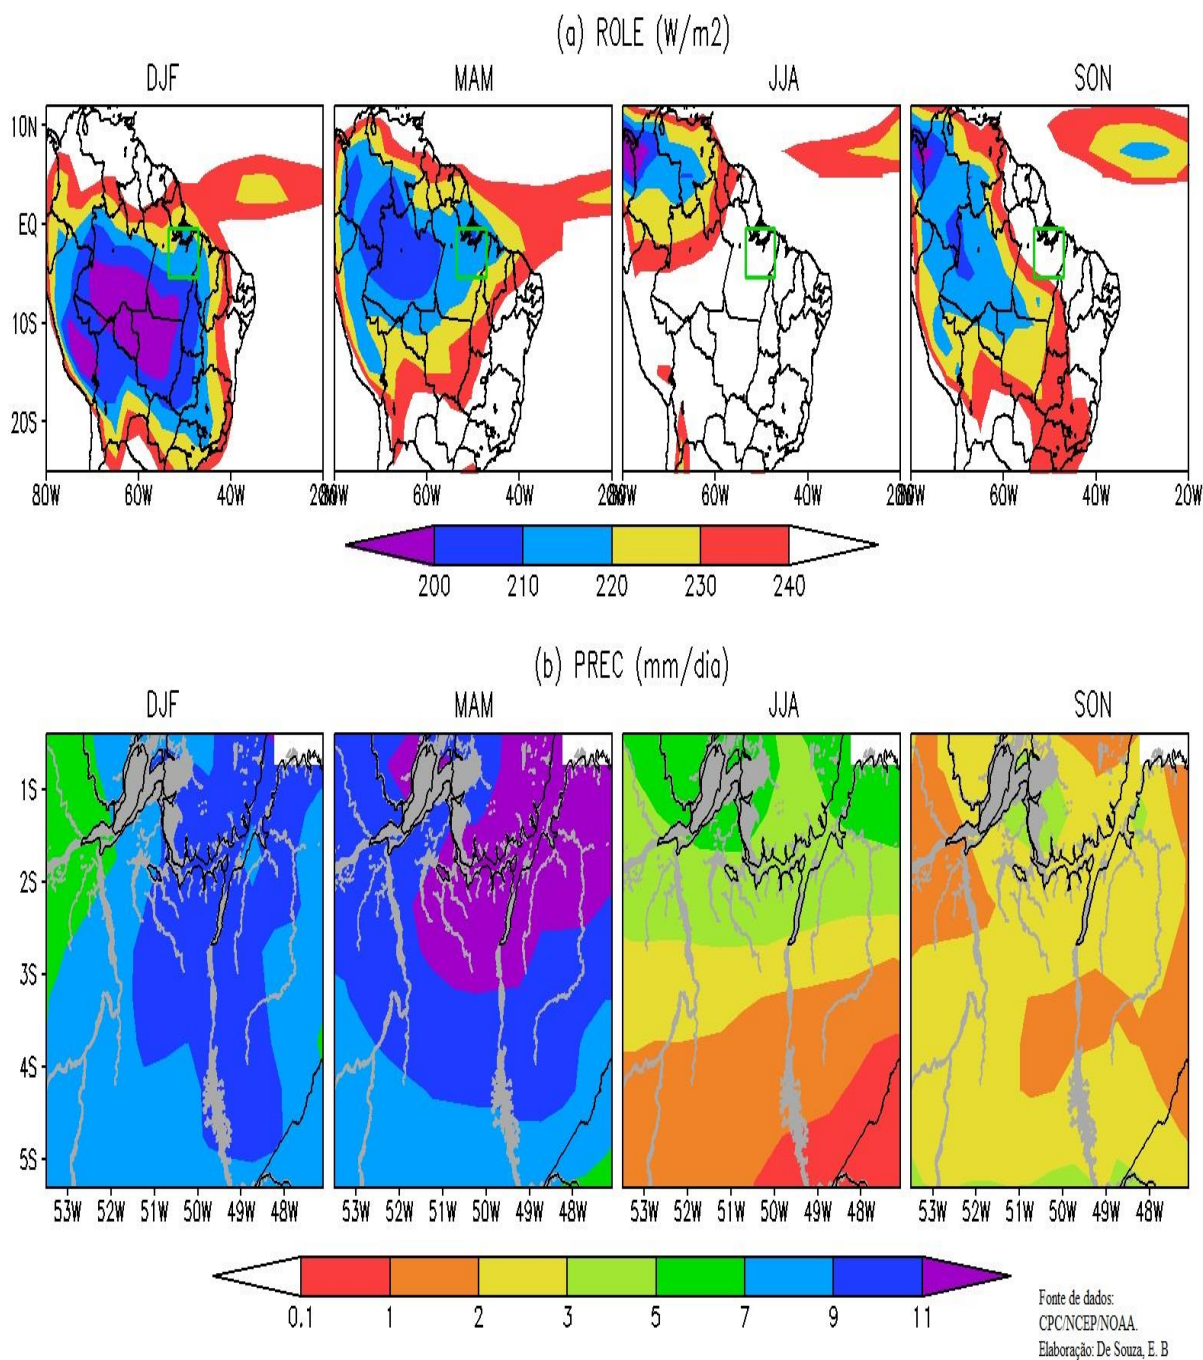 (a) ROLE (W/m2)
DJF MAM JJA SON
10N
EQ
10S
20S
80W 60W 40W 60W 40W 60W 40W 60W 40W 20W
200 210 220 230 240
(b) PREC (mm/dia)
DJF MAM JJA SON
1S
2S
3S
4S
5S
53W 52W 51W 50W 49W 48W 53W 52W 51W 50W 49W 48W 53W 52W 51W 50W 49W 48W 53W 52W 51W 50W 49W 48W
0.1 1 2 3 5 7 9 11
Fonte de dados:
CPC/NCEP/NOAA.
Elaboração: De Souza, E. B